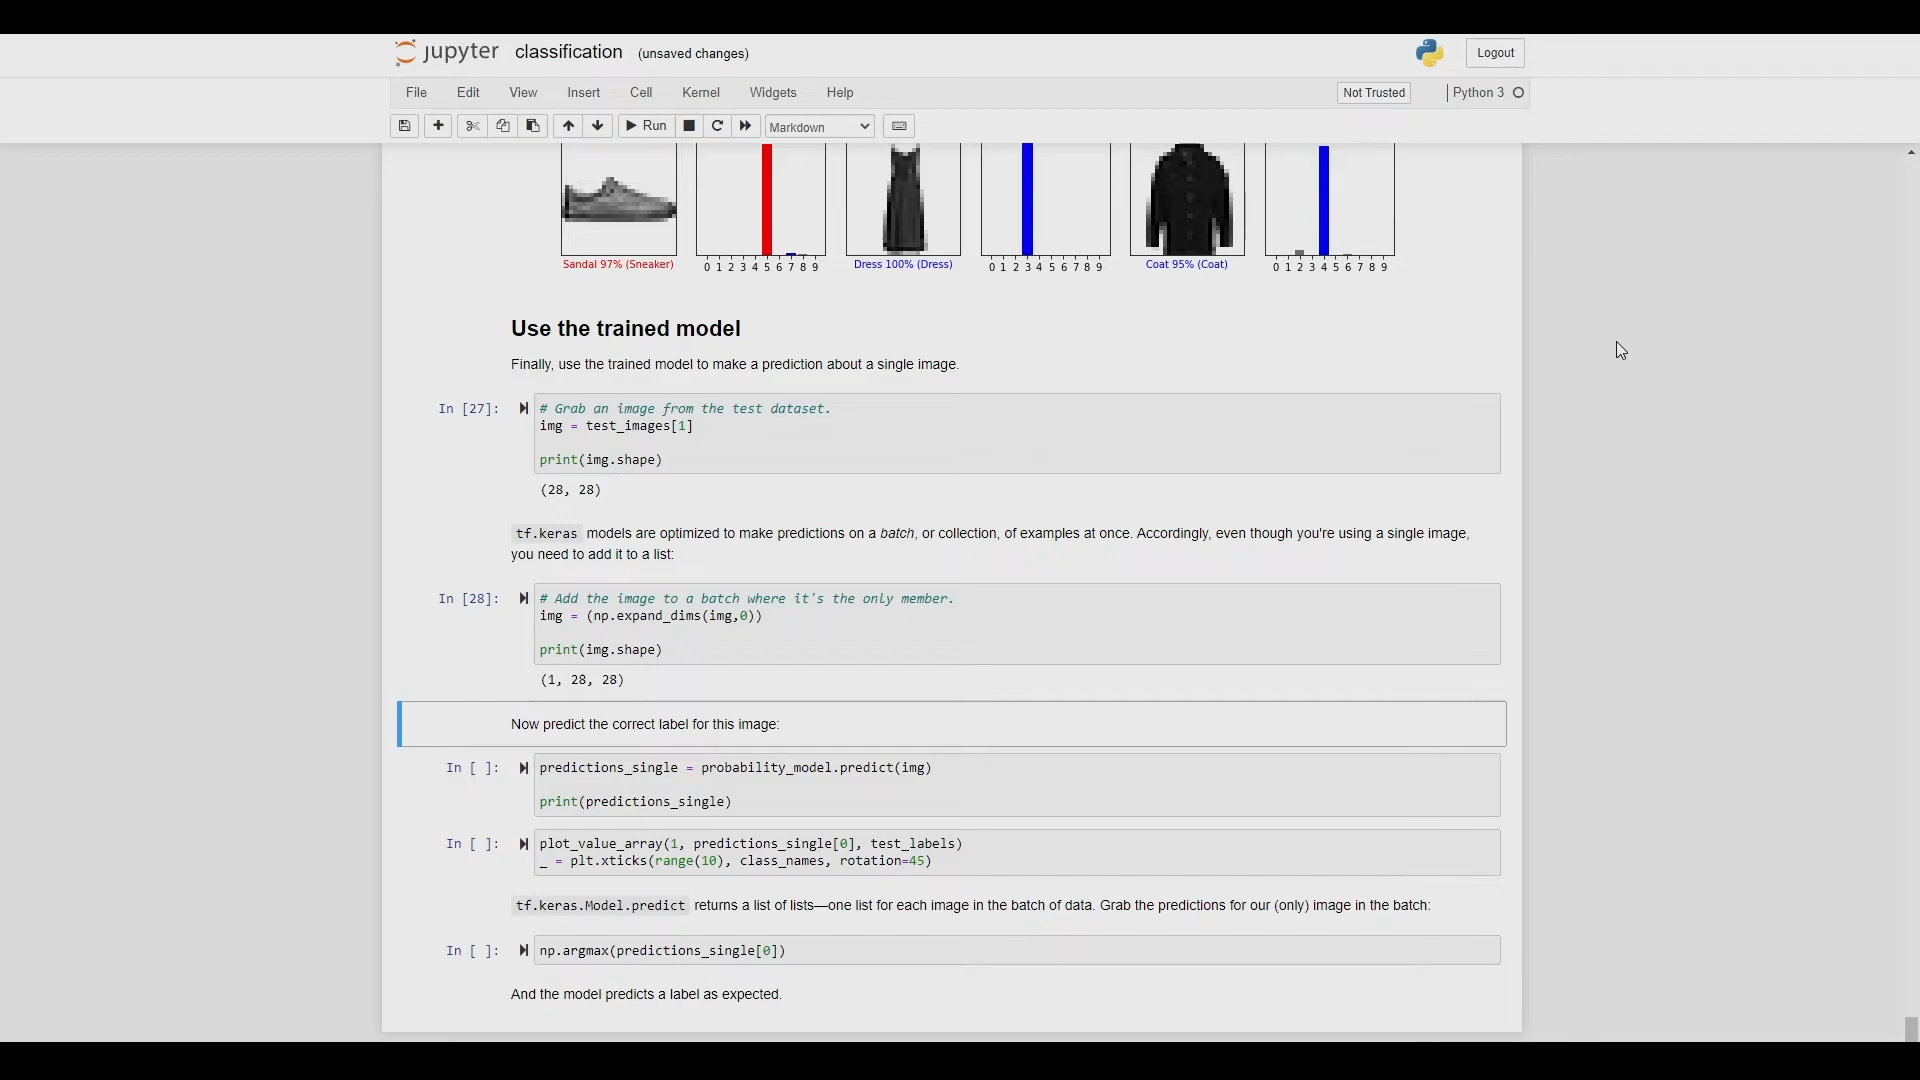 jupyter classification (unsaved changes) Logout
File Edit View Insert Cell Kernel Widgets Help Not Trusted Python 3
Run Markdown
Sandal 97% (Sneaker) 0 1 2 3 4 5 6 7 8 9 Dress 100% (Dress) 0 1 2 3 4 5 6 7 8 9 Coat 95% (Coat) 0 1 2 3 4 5 6 7 8 9
Use the trained model
Finally, use the trained model to make a prediction about a single image.
In [27]: # Grab an image from the test dataset.
img = test_images[1]
print(img.shape)
(28, 28)
tf.keras models are optimized to make predictions on a batch, or collection, of examples at once. Accordingly, even though you're using a single image,
you need to add it to a list:
In [28]: # Add the image to a batch where it's the only member.
img = (np.expand_dims(img,0))
print(img.shape)
(1, 28, 28)
Now predict the correct label for this image:
In [ ]: predictions_single = probability_model.predict(img)
print(predictions_single)
In [ ]: plot_value_array(1, predictions_single[0], test_labels)
_ = plt.xticks(range(10), class_names, rotation=45)
tf.keras.Model.predict returns a list of lists—one list for each image in the batch of data. Grab the predictions for our (only) image in the batch:
In [ ]: np.argmax(predictions_single[0])
And the model predicts a label as expected.